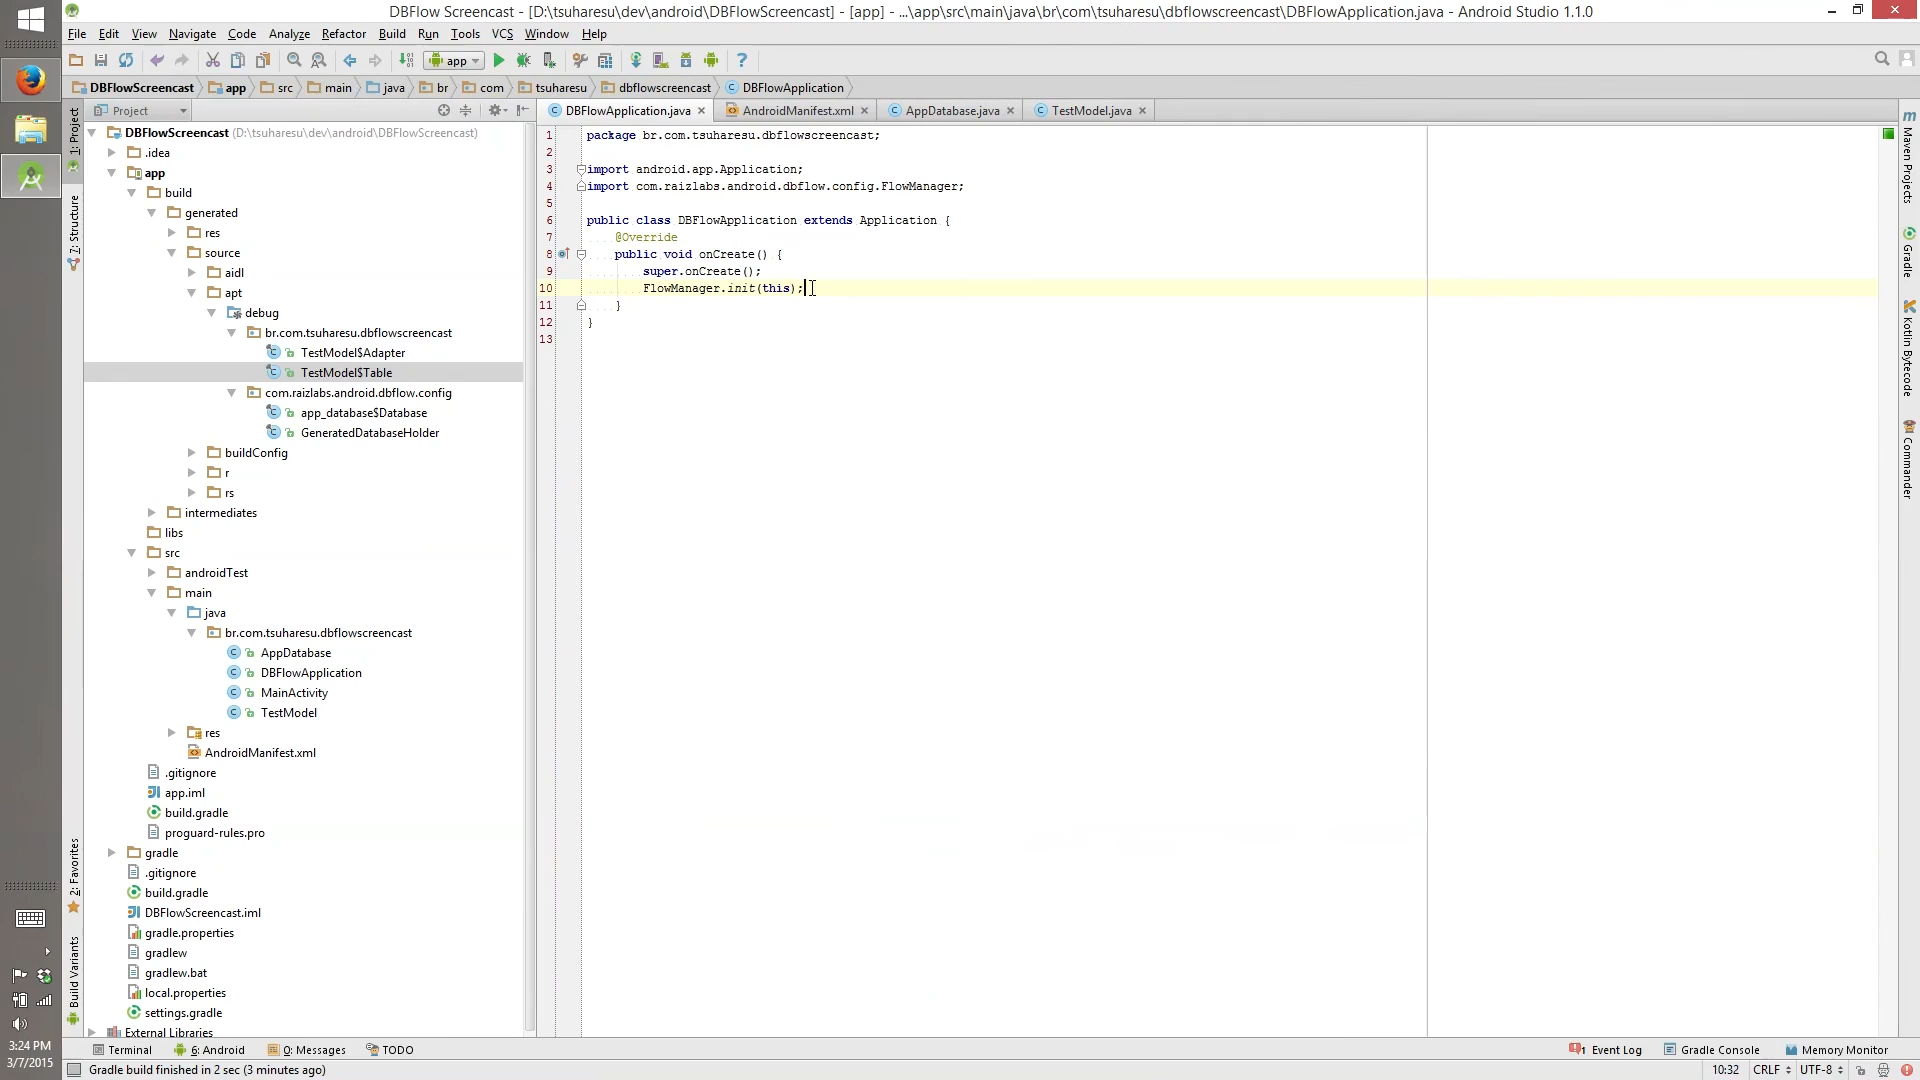 DBFlow Screencast - [D:\tsuharesu\dev\android\DBFlowScreencast] - [app] - ...\app\src\main\java\br\com\tsuharesu\dbflowscreencast\DBFlowApplication.java - Android Studio 1.1.0
File Edit View Navigate Code Analyze Refactor Build Run Tools VCS Window Help
app
DBFlowScreencast app src main java br com tsuharesu dbflowscreencast DBFlowApplication
Project
DBFlowApplication.java AndroidManifest.xml AppDatabase.java TestModel.java
1: Project
7: Structure
2: Favorites
Build Variants
DBFlowScreencast (D:\tsuharesu\dev\android\DBFlowScreencast)
.idea
app
build
generated
res
source
aidl
apt
debug
br.com.tsuharesu.dbflowscreencast
TestModel$Adapter
TestModel$Table
com.raizlabs.android.dbflow.config
app_database$Database
GeneratedDatabaseHolder
buildConfig
r
rs
intermediates
libs
src
androidTest
main
java
br.com.tsuharesu.dbflowscreencast
AppDatabase
DBFlowApplication
MainActivity
TestModel
res
AndroidManifest.xml
.gitignore
app.iml
build.gradle
proguard-rules.pro
gradle
.gitignore
build.gradle
DBFlowScreencast.iml
gradle.properties
gradlew
gradlew.bat
local.properties
settings.gradle
External Libraries
1 package br.com.tsuharesu.dbflowscreencast;
2
3 import android.app.Application;
4 import com.raizlabs.android.dbflow.config.FlowManager;
5
6 public class DBFlowApplication extends Application {
7 @Override
8 public void onCreate() {
9 super.onCreate();
10 FlowManager.init(this);
11 }
12 }
13
Maven Projects
Gradle
Kotlin Bytecode
Commander
Terminal 6: Android 0: Messages TODO
1 Event Log Gradle Console Memory Monitor
Gradle build finished in 2 sec (3 minutes ago)
10:32 CRLF UTF-8
3:24 PM
3/7/2015